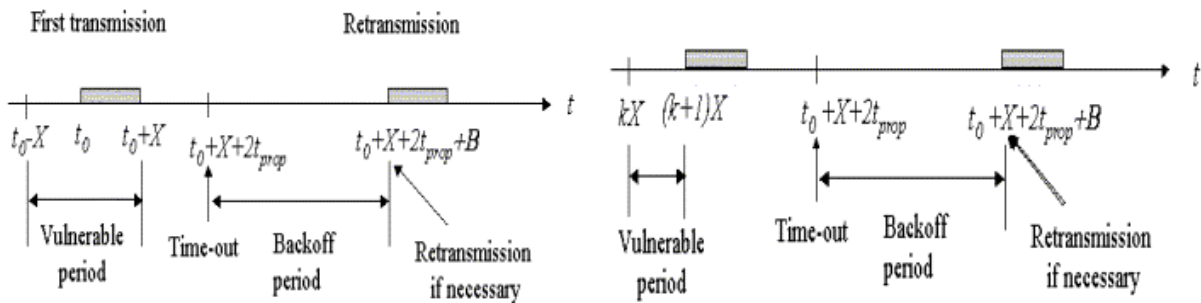 First transmission
Retransmission
t
t₀-X
t₀
t₀+X
t₀+X+2tₚᵣₒₚ
t₀+X+2tₚᵣₒₚ+B
Vulnerable
period
Time-out
Backoff
period
Retransmission
if necessary
t
kX
(k+1)X
t₀ +X+2tₚᵣₒₚ
t₀ +X+2tₚᵣₒₚ+B
Vulnerable
period
Time-out
Backoff
period
Retransmission
if necessary